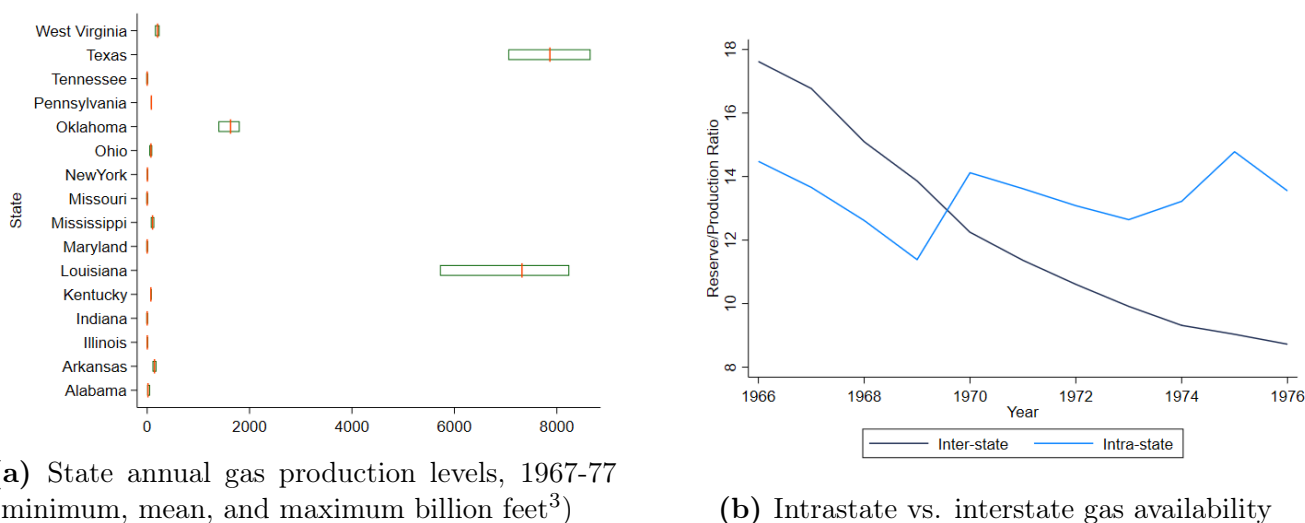 State
West Virginia
Texas
Tennessee
Pennsylvania
Oklahoma
Ohio
NewYork
Missouri
Mississippi
Maryland
Louisiana
Kentucky
Indiana
Illinois
Arkansas
Alabama
0 2000 4000 6000 8000
a) State annual gas production levels, 1967-77
minimum, mean, and maximum billion feet³)
Reserve/Production Ratio
18
16
14
12
10
8
1966 1968 1970 1972 1974 1976
Year
Inter-state Intra-state
(b) Intrastate vs. interstate gas availability